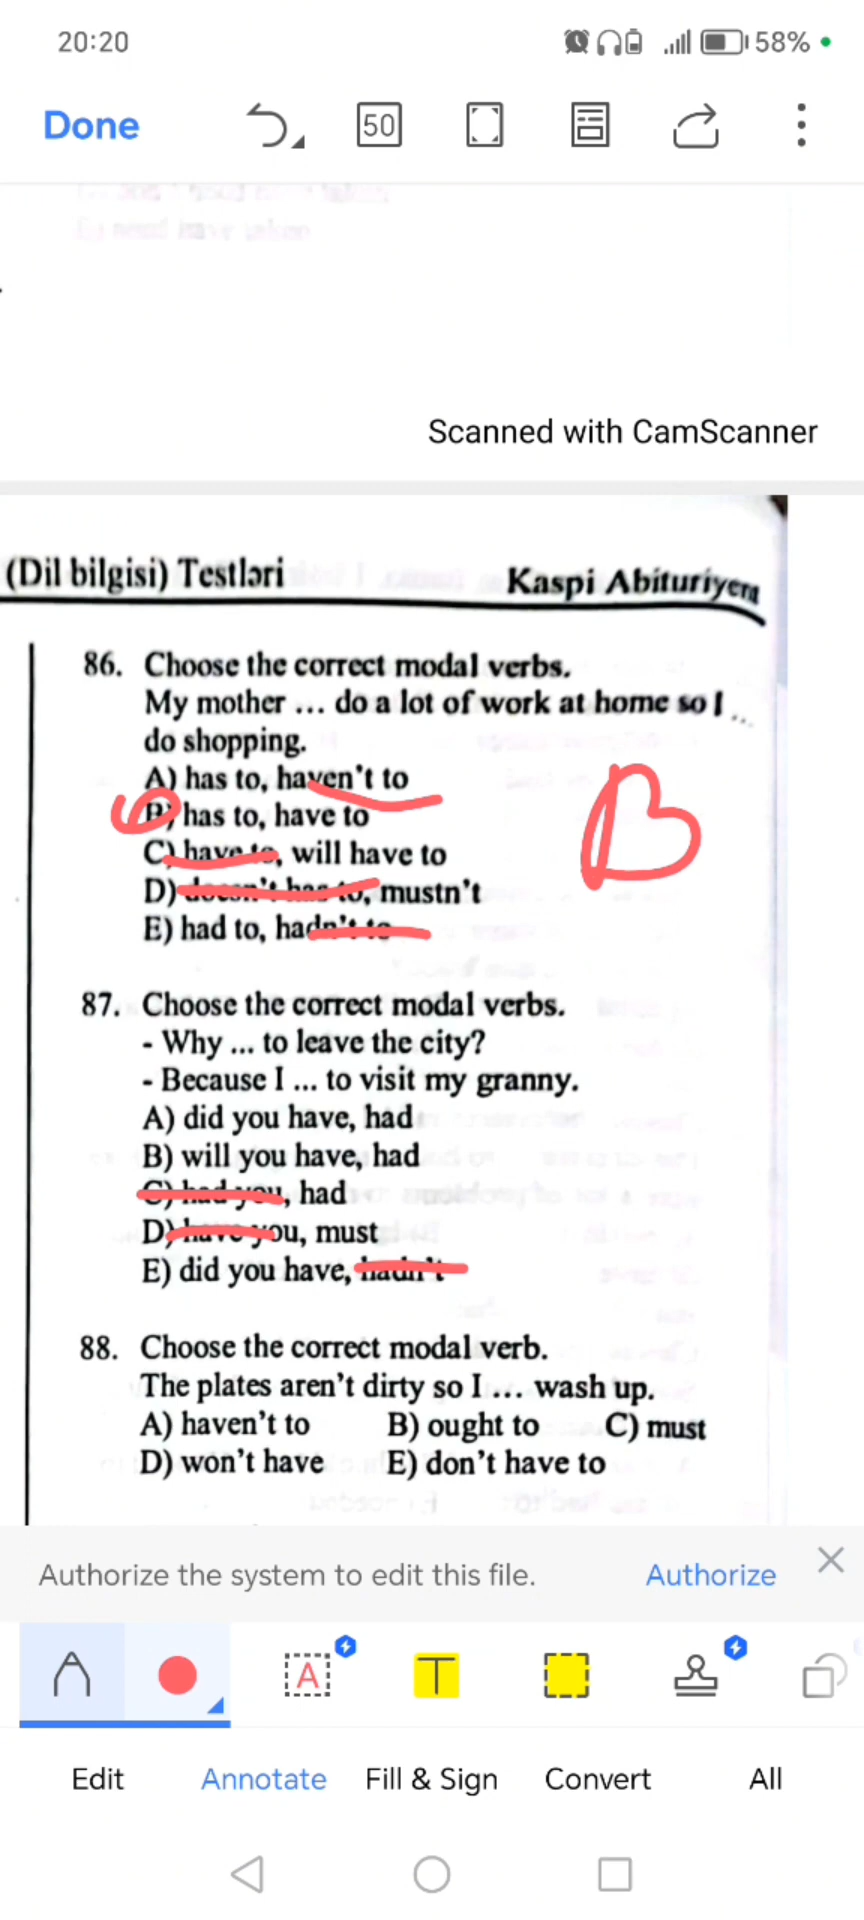 20:20
58%
Done
50
Scanned with CamScanner
(Dil bilgisi) Testləri
Kaspi Abituriyent
86. Choose the correct modal verbs.
My mother ... do a lot of work at home so I ...
do shopping.
A) has to, haven't to
B) has to, have to
B
C) have to, will have to
D) doesn't has to, mustn't
E) had to, hadn't to
87. Choose the correct modal verbs.
- Why ... to leave the city?
- Because I ... to visit my granny.
A) did you have, had
B) will you have, had
C) had you, had
D) have you, must
E) did you have, hadn't
88. Choose the correct modal verb.
The plates aren't dirty so I ... wash up.
A) haven't to B) ought to C) must
D) won't have E) don't have to
Authorize the system to edit this file.
Authorize
A
T
Edit
Annotate
Fill & Sign
Convert
All